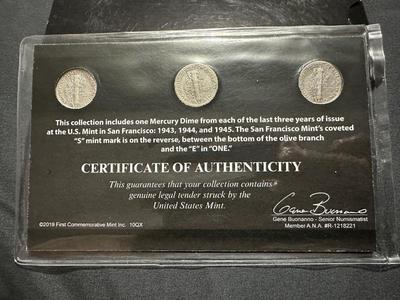 This collection includes one Mercury Dime from each of the last three years of issue
at the U.S. Mint in San Francisco: 1943, 1944, and 1945. The San Francisco Mint's coveted
"S" mint mark is on the reverse, between the bottom of the olive branch
and the "E" in "ONE."
CERTIFICATE OF AUTHENTICITY
This guarantees that your collection contains
genuine legal tender struck by the
United States Mint.
Gene Buonanno
Gene Buonanno - Senior Numismatist
Member A.N.A. #R-1218221
©2019 First Commemorative Mint Inc. 10QX